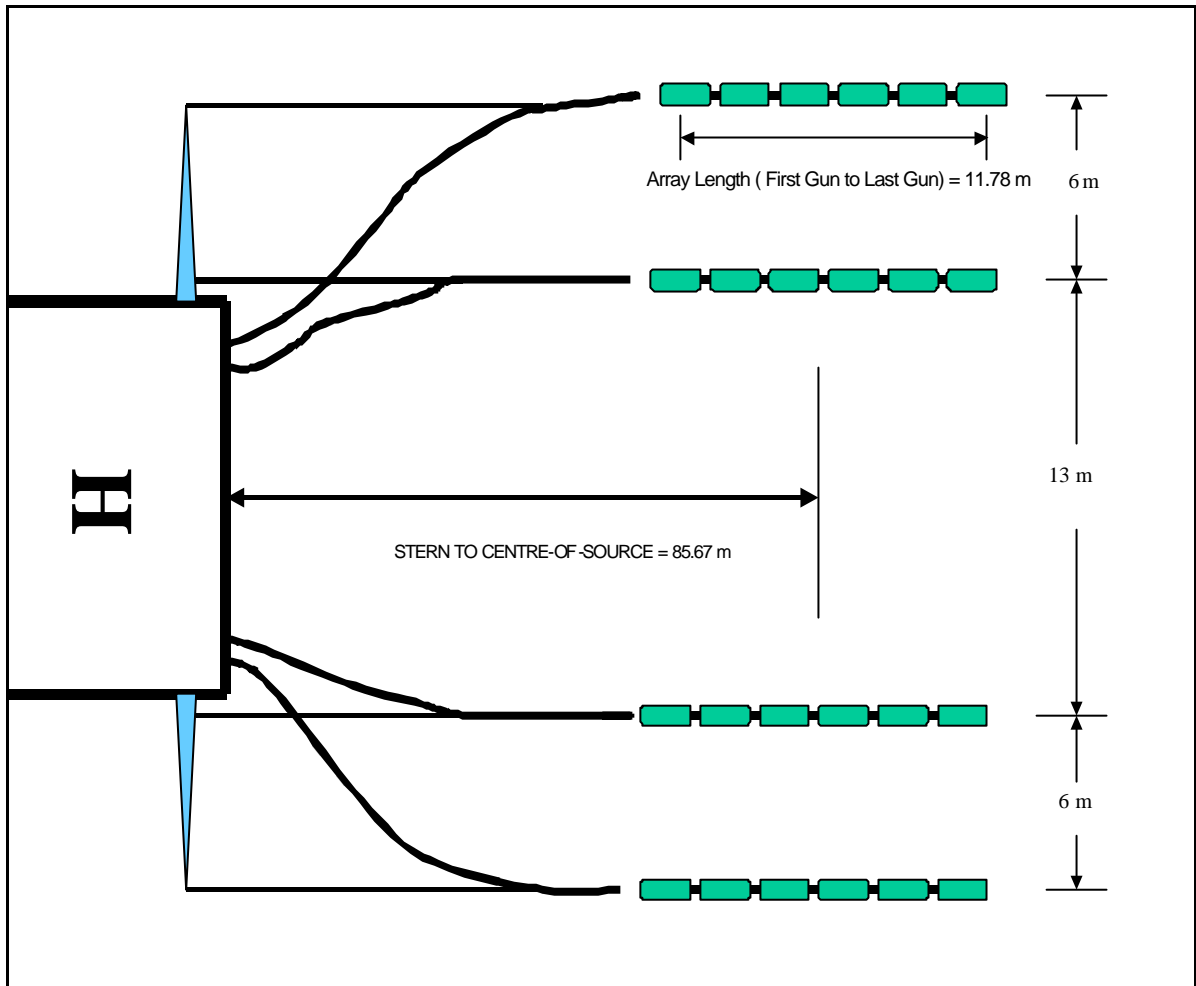 Array Length ( First Gun to Last Gun) = 11.78 m
6 m
13 m
H
STERN TO CENTRE-OF-SOURCE = 85.67 m
6 m